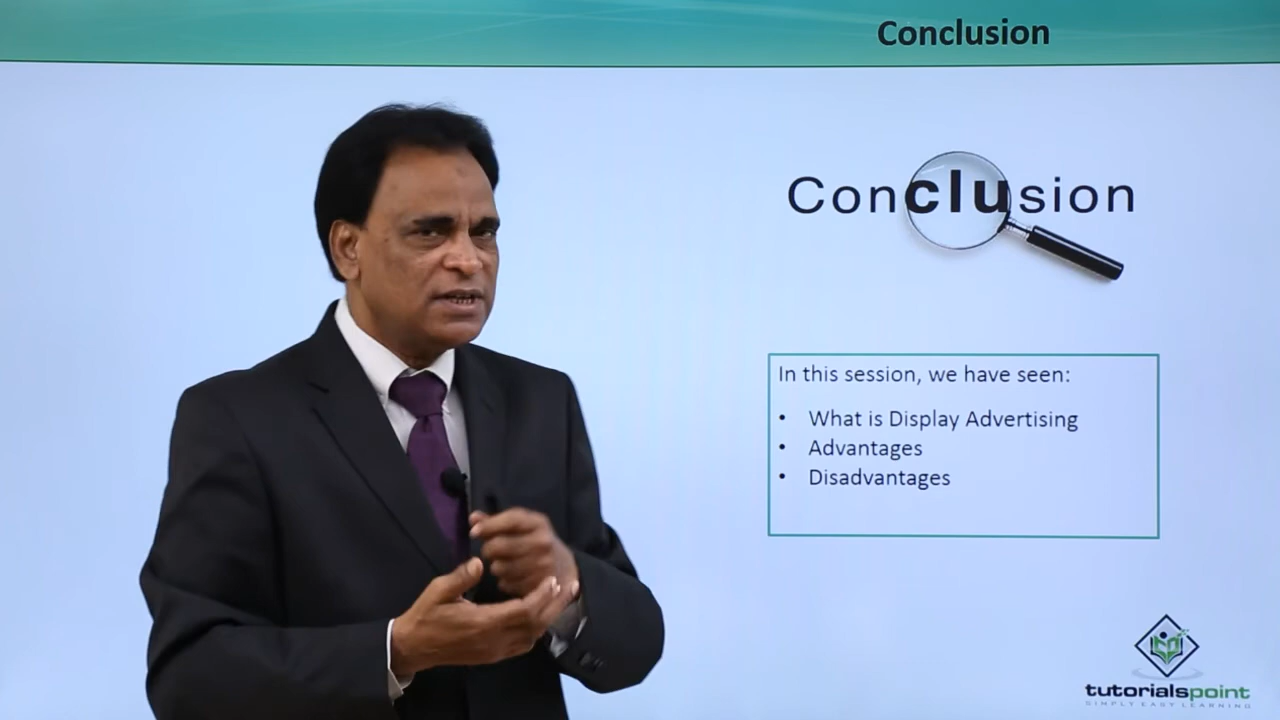 Conclusion
Conclusion
In this session, we have seen:
• What is Display Advertising
• Advantages
• Disadvantages
tutorialspoint
SIMPLY EASY LEARNING